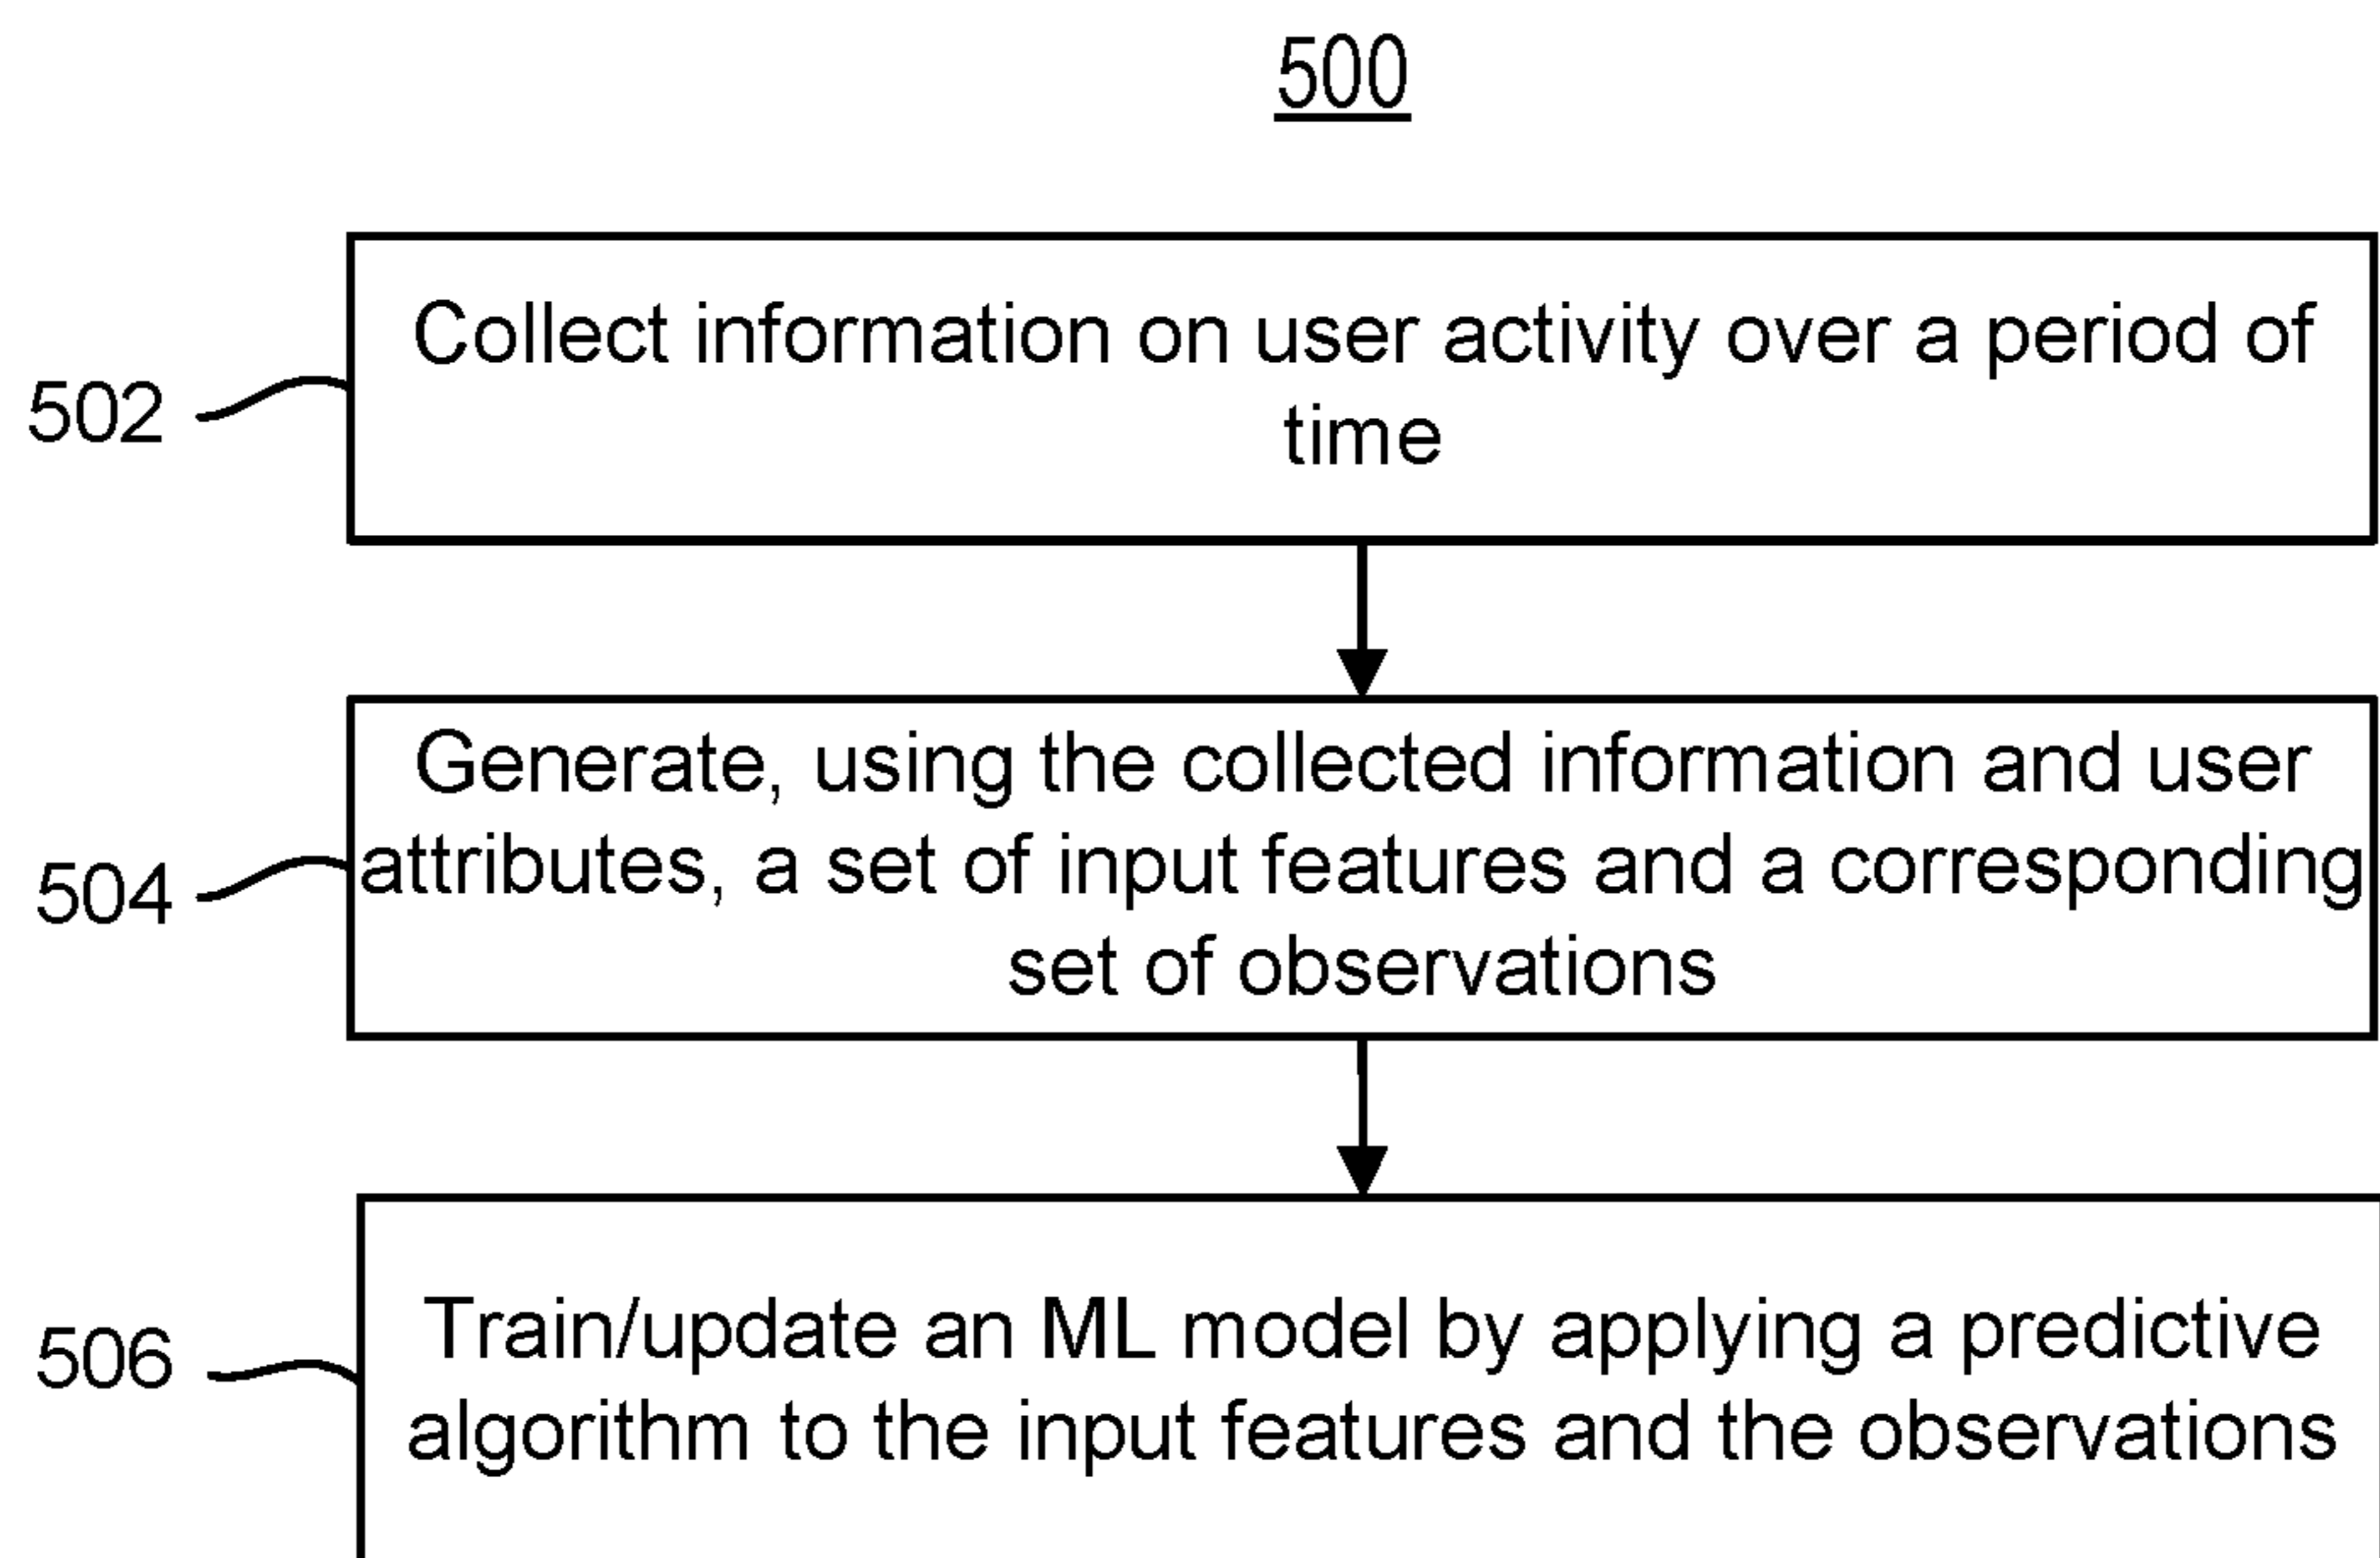 500
Collect information on user activity over a period of
time
502
Generate, using the collected information and user
attributes, a set of input features and a corresponding
set of observations
504
Train/update an ML model by applying a predictive
algorithm to the input features and the observations
506